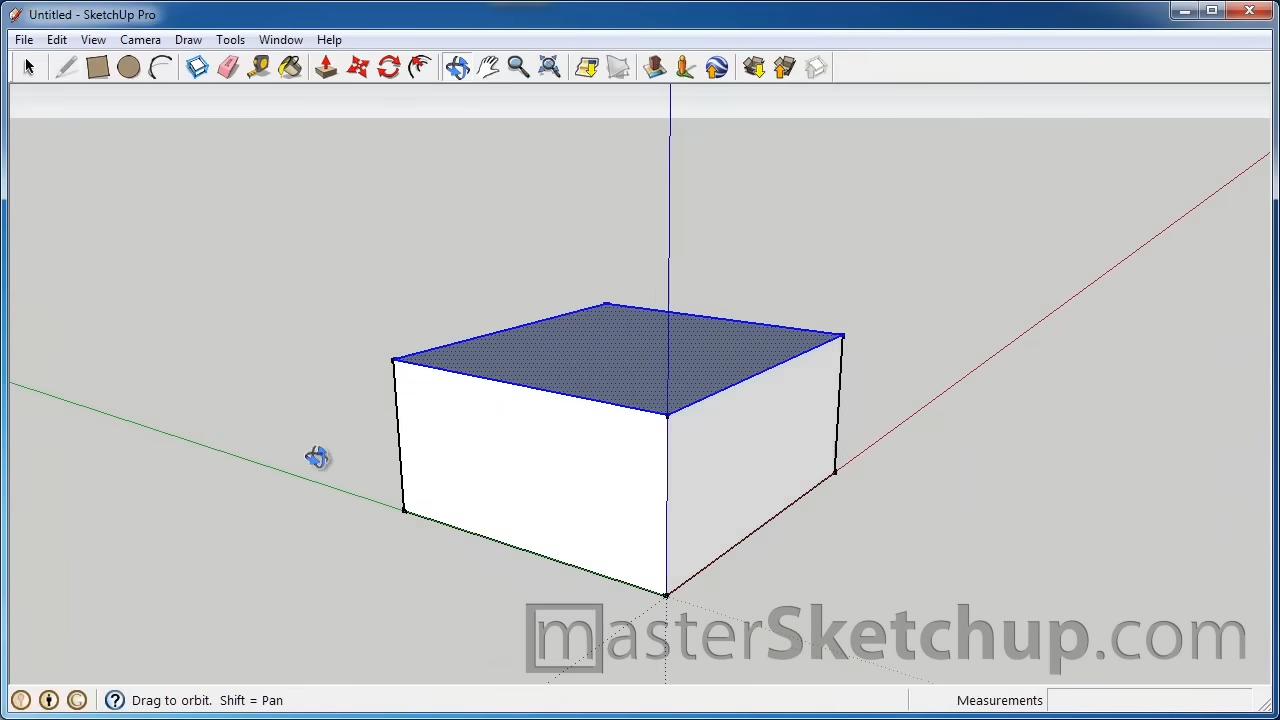 Untitled - SketchUp Pro
File Edit View Camera Draw Tools Window Help
masterSketchup.com
Drag to orbit. Shift = Pan
Measurements